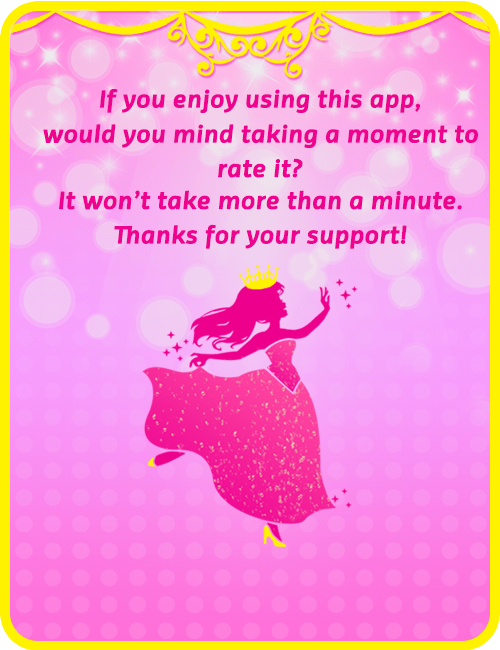 If you enjoy using this app,
would you mind taking a moment to
rate it?
It won't take more than a minute.
Thanks for your support!